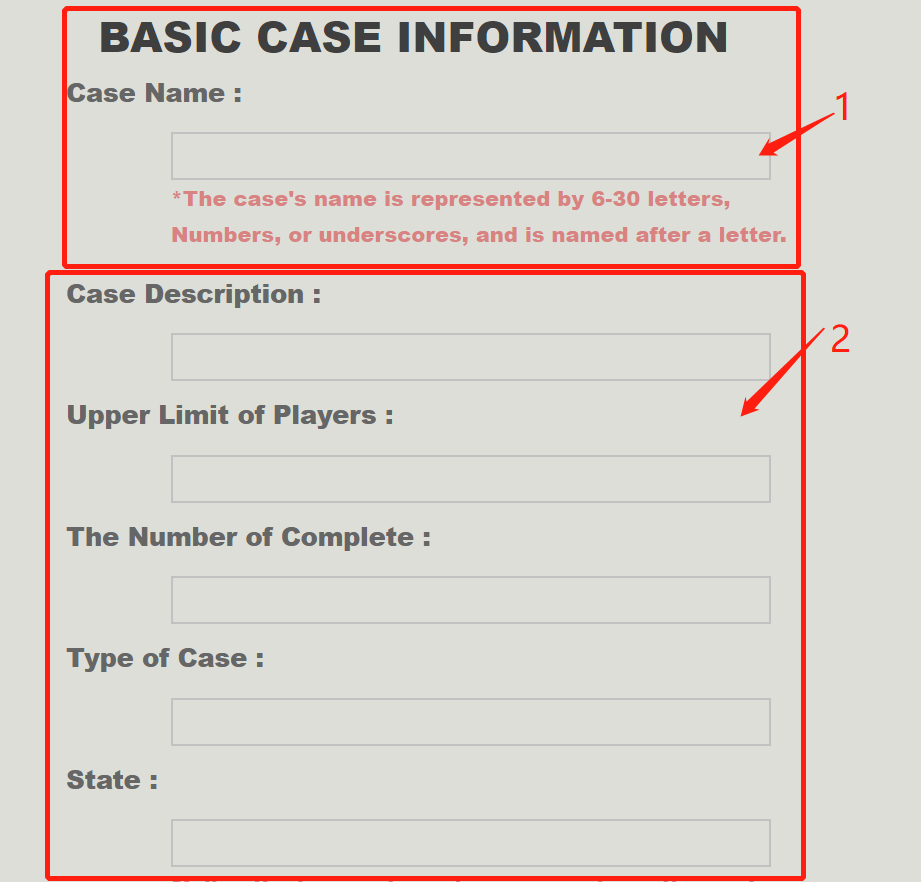 BASIC CASE INFORMATION
Case Name :
1
*The case's name is represented by 6-30 letters,
Numbers, or underscores, and is named after a letter.
Case Description :
2
Upper Limit of Players :
The Number of Complete :
Type of Case :
State :